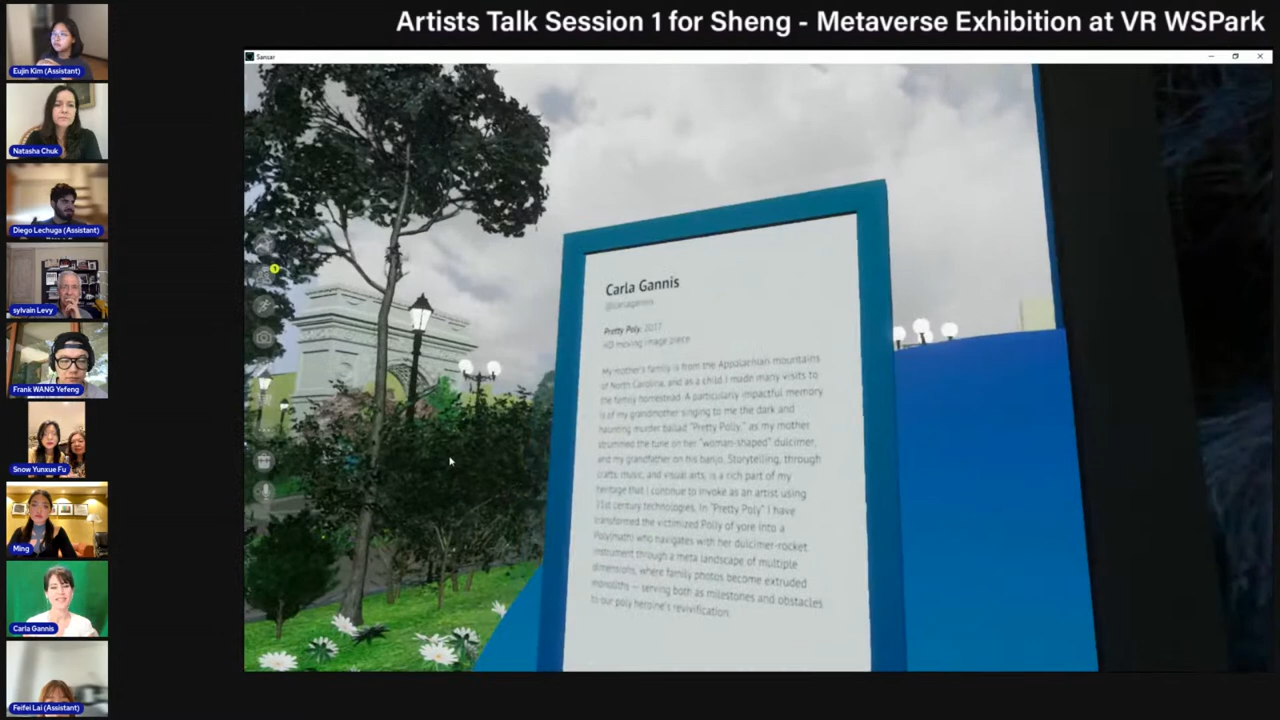 Artists Talk Session 1 for Sheng - Metaverse Exhibition at VR WSPark
Sansar
Eujin Kim (Assistant)
Natasha Chuk
Diego Lechuga (Assistant)
sylvain Levy
Frank WANG Yefeng
Snow Yunxue Fu
Ming
Carla Gannis
Feifei Lai (Assistant)
Carla Gannis
@carlagannis
Pretty Poly, 2017
HD moving image piece
My mother's family is from the Appalachian mountains
of North Carolina, and as a child I made many visits to
the family homestead. A particularly impactful memory
is of my grandmother singing to me the dark and
haunting murder ballad "Pretty Polly," as my mother
strummed the tune on her "woman-shaped" dulcimer,
and my grandfather on his banjo. Storytelling, through
crafts, music, and visual arts, is a rich part of my
heritage that I continue to invoke as an artist using
21st century technologies. In "Pretty Poly" I have
transformed the victimized Polly of yore into a
Poly(math) who navigates with her dulcimer-rocket
instrument through a meta landscape of multiple
dimensions, where family photos become extruded
monoliths — serving both as milestones and obstacles
to our poly heroine's revivification.